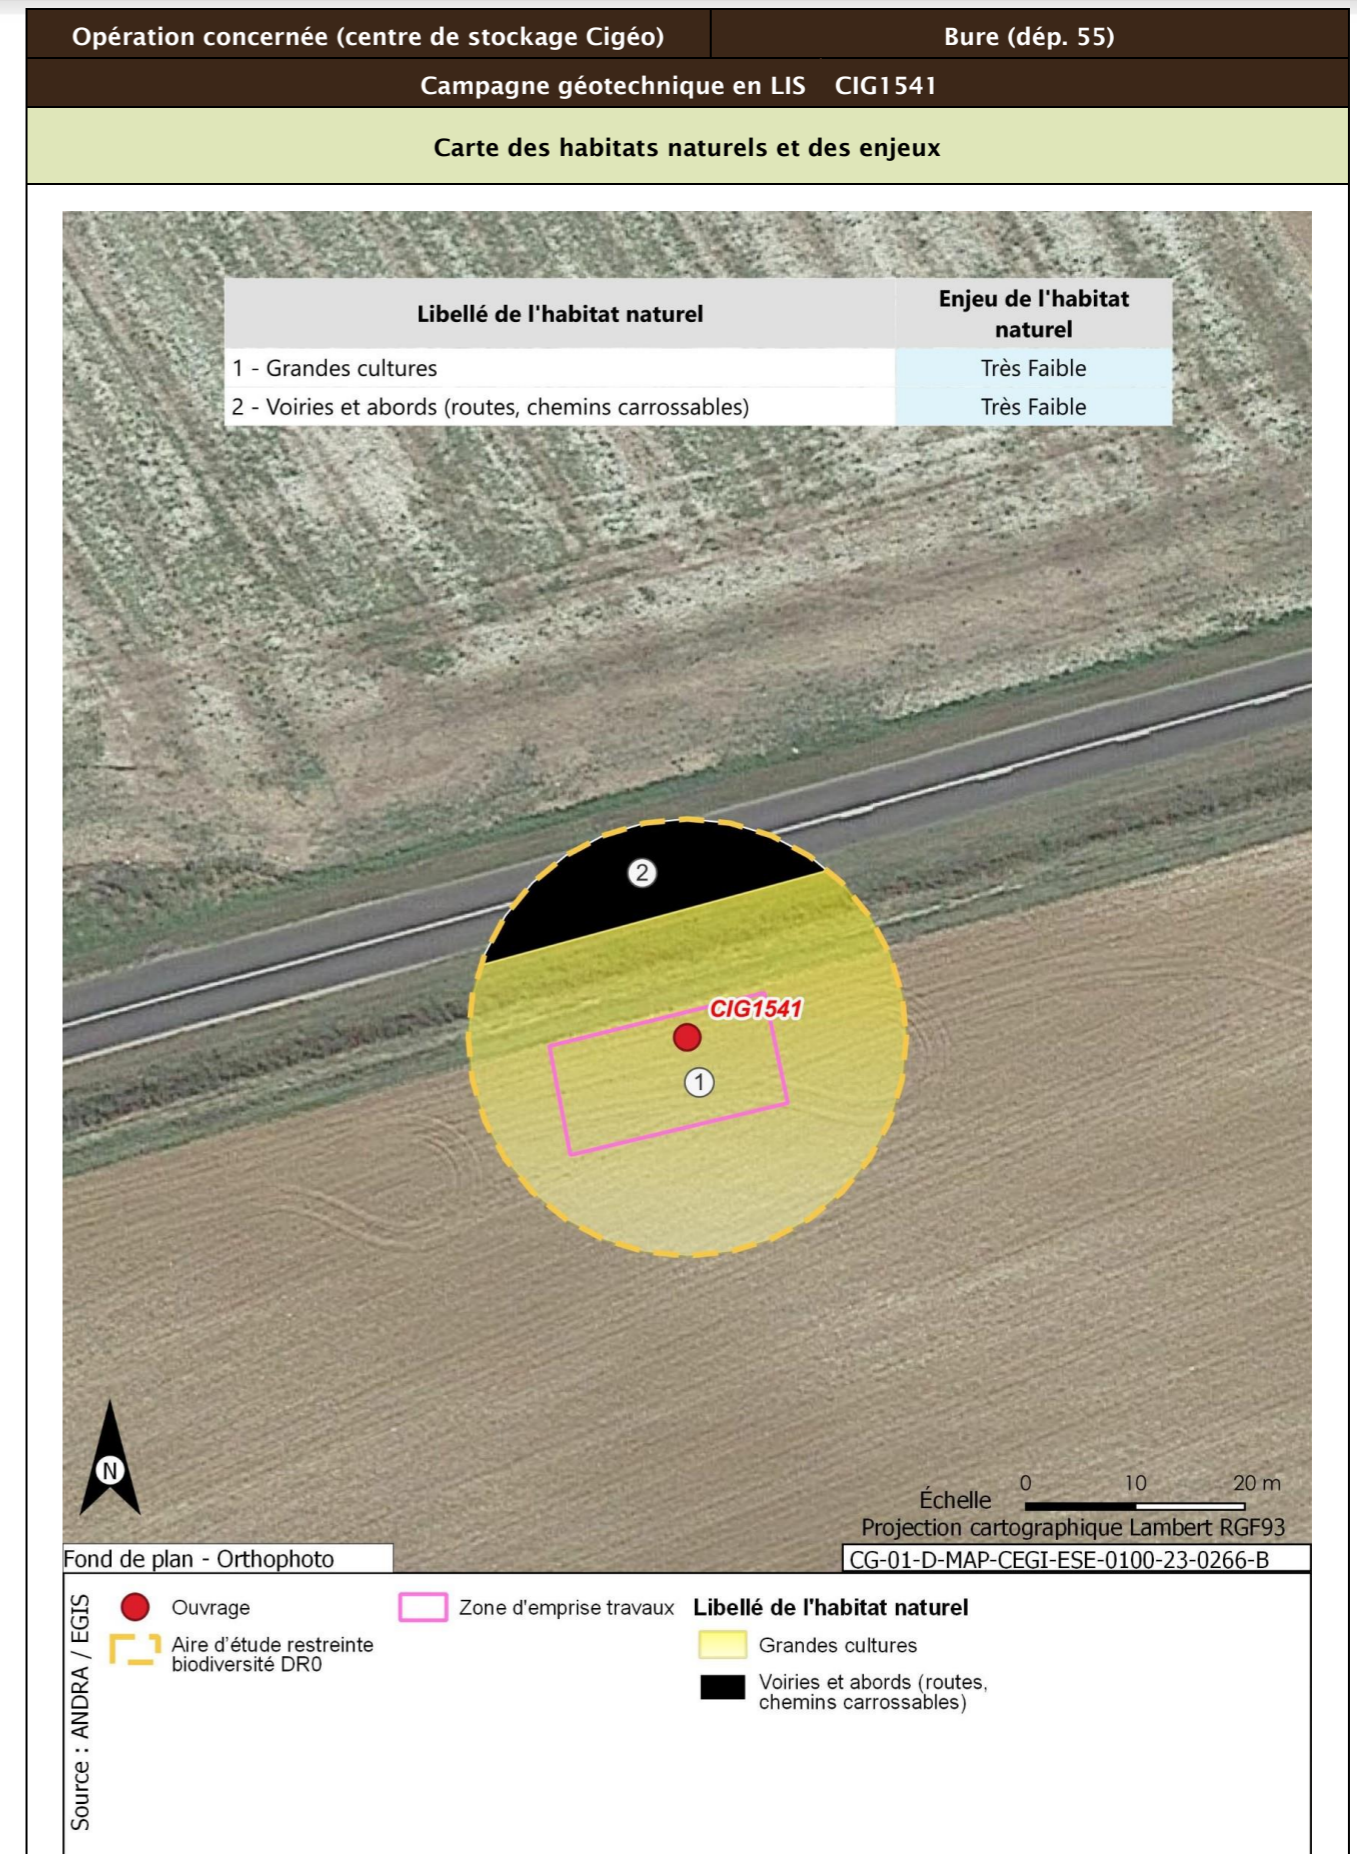 Opération concernée (centre de stockage Cigéo)
Bure (dép. 55)
Campagne géotechnique en LIS CIG1541
Carte des habitats naturels et des enjeux
Libellé de l'habitat naturel
Enjeu de l'habitat
naturel
1 - Grandes cultures
Très Faible
2 - Voiries et abords (routes, chemins carrossables)
Très Faible
2
CIG1541
1
N
Échelle
0 10 20 m
Projection cartographique Lambert RGF93
Fond de plan - Orthophoto
CG-01-D-MAP-CEGI-ESE-0100-23-0266-B
Source : ANDRA / EGIS
Ouvrage
Aire d'étude restreinte
biodiversité DR0
Zone d'emprise travaux
Libellé de l'habitat naturel
Grandes cultures
Voiries et abords (routes,
chemins carrossables)